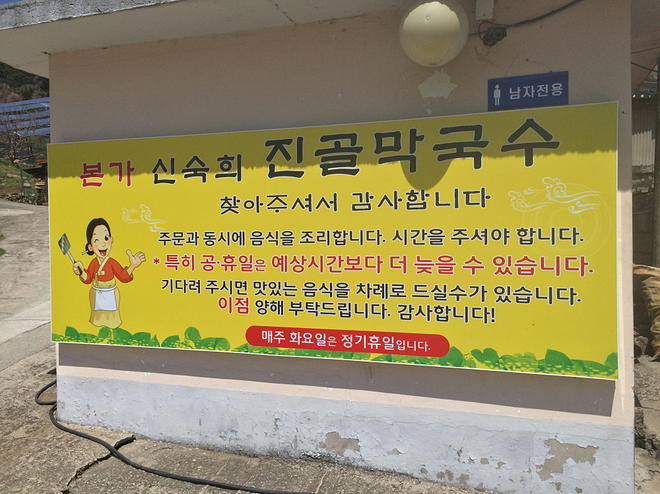 남자전용
본가 신숙희 진골막국수
찾아주셔서 감사합니다
주문과 동시에 음식을 조리합니다. 시간을 주셔야 합니다.
* 특히 공·휴일은 예상시간보다 더 늦을 수 있습니다.
기다려 주시면 맛있는 음식을 차례로 드실수가 있습니다.
이점 양해 부탁드립니다. 감사합니다!
매주 화요일은 정기휴일입니다.